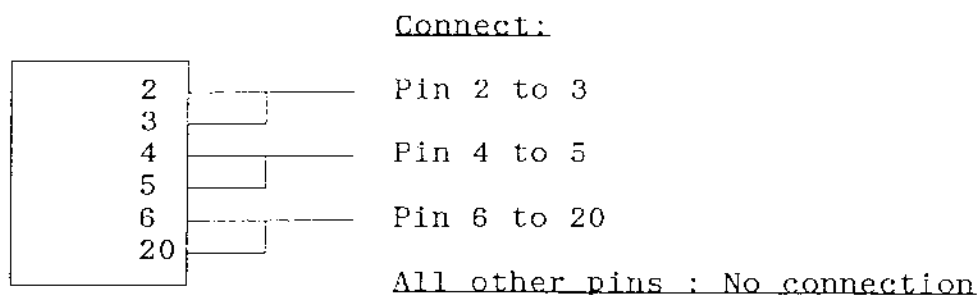 Connect:
2
Pin 2 to 3
3
4
Pin 4 to 5
5
6
Pin 6 to 20
20
All other pins : No connection